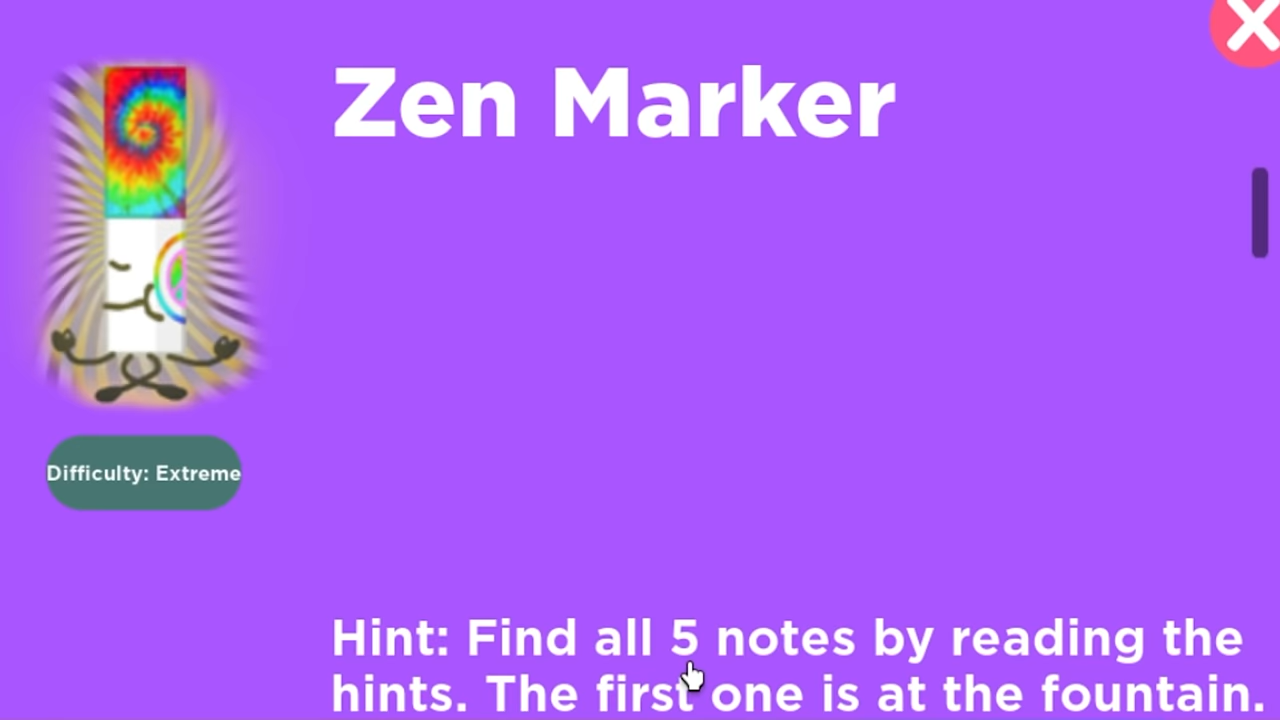 Zen Marker
Difficulty: Extreme
Hint: Find all 5 notes by reading the
hints. The first one is at the fountain.